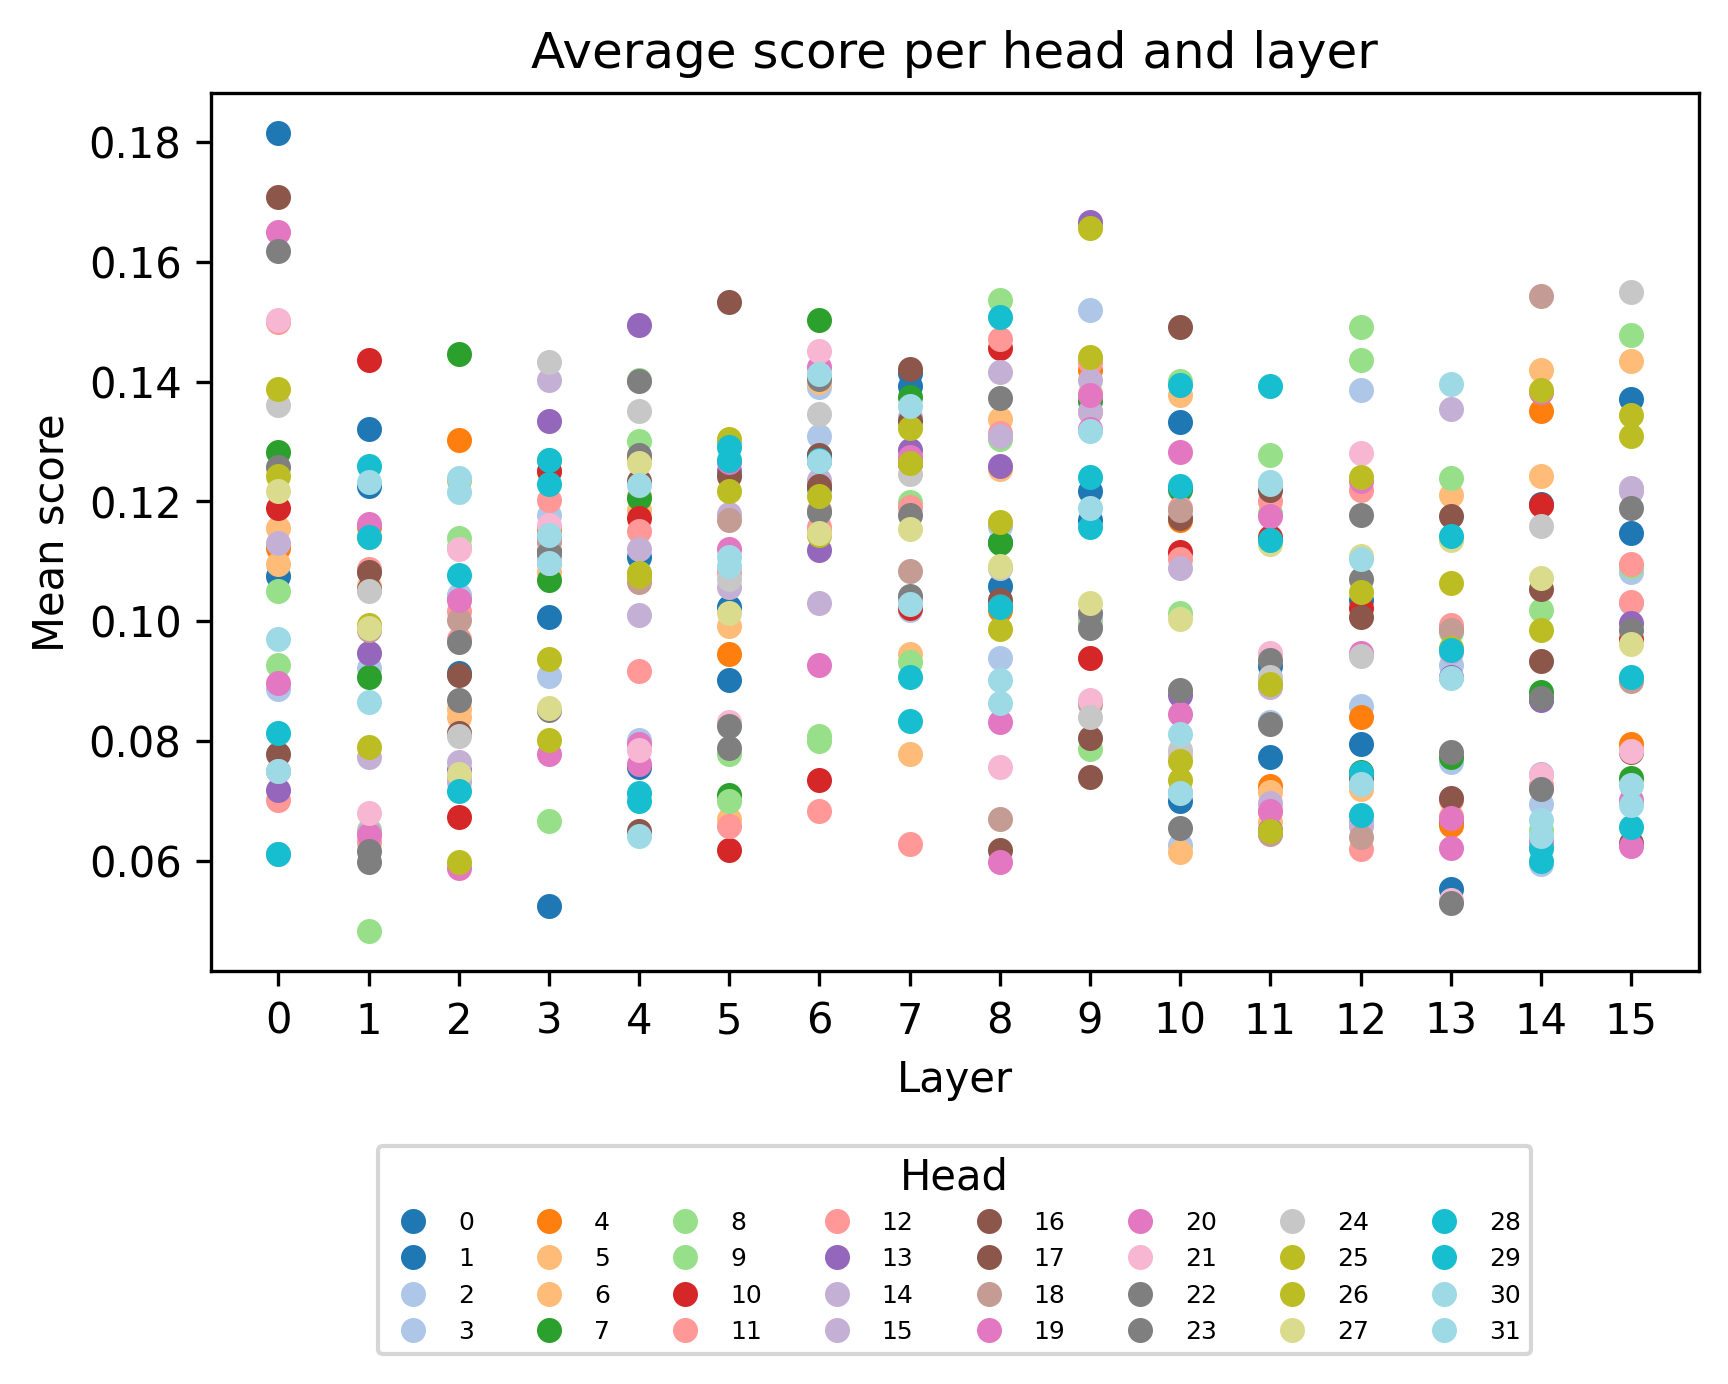 Average score per head and layer
0.18
0.16
0.14
0.12
0.10
0.08
0.06
Mean score
0 1 2 3 4 5 6 7 8 9 10 11 12 13 14 15
Layer
Head
0 4 8 12 16 20 24 28
1 5 9 13 17 21 25 29
2 6 10 14 18 22 26 30
3 7 11 15 19 23 27 31